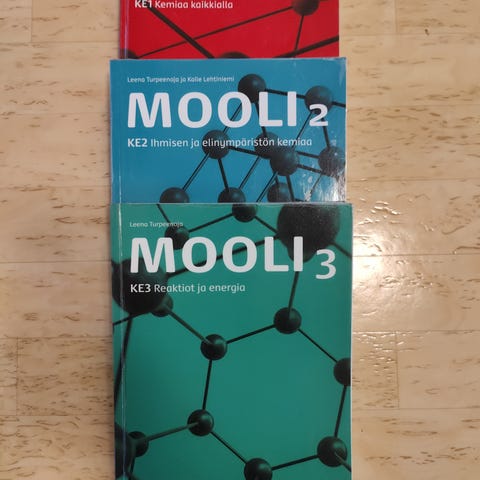 KE1 Kemiaa kaikkialla
Leena Turpeenoja ja Kalle Lehtiniemi
MOOLI 2
KE2 Ihmisen ja elinympäristön kemiaa
Leena Turpeenoja
MOOLI 3
KE3 Reaktiot ja energia